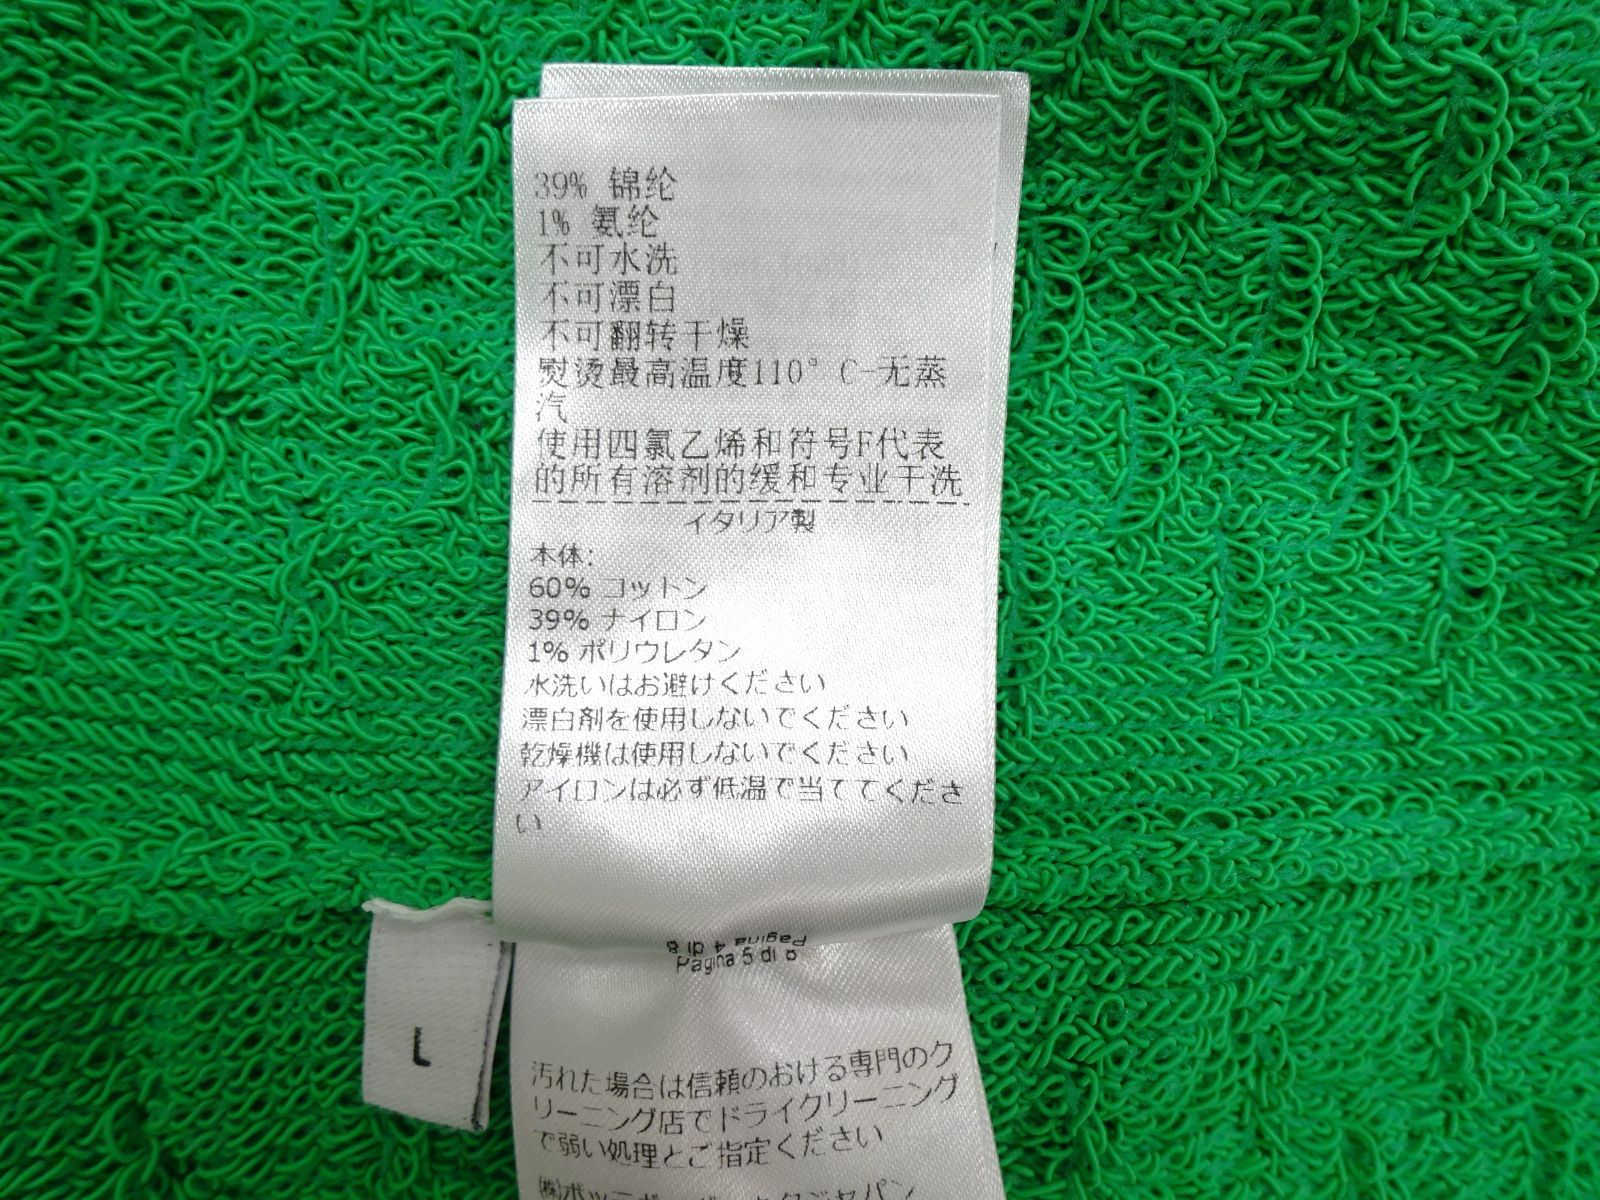 39% 锦纶
1% 氨纶
不可水洗
不可漂白
不可翻转干燥
熨烫最高温度110° C-无蒸
汽
使用四氯乙烯和符号F代表
的所有溶剂的缓和专业干洗
イタリア製
本体:
60% コットン
39% ナイロン
1% ポリウレタン
水洗いはお避けください
漂白剤を使用しないでください
乾燥機は使用しないでください
アイロンは必ず低温で当ててくださ
い
Pagina 4 di 8
Pagina 5 di 8
L
汚れた場合は信頼のおける専門のク
リーニング店でドライクリーニング
で弱い処理とご指定ください